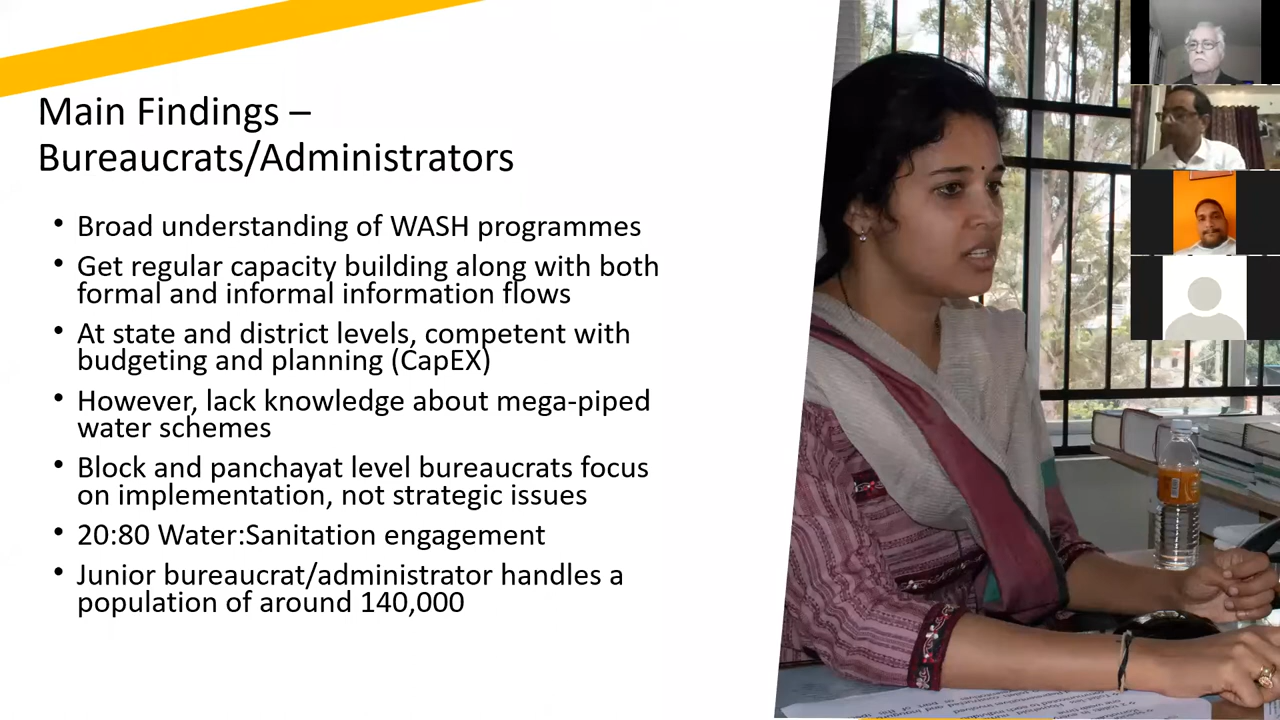 Main Findings –
Bureaucrats/Administrators
• Broad understanding of WASH programmes
• Get regular capacity building along with both
formal and informal information flows
• At state and district levels, competent with
budgeting and planning (CapEX)
• However, lack knowledge about mega-piped
water schemes
• Block and panchayat level bureaucrats focus
on implementation, not strategic issues
• 20:80 Water:Sanitation engagement
• Junior bureaucrat/administrator handles a
population of around 140,000